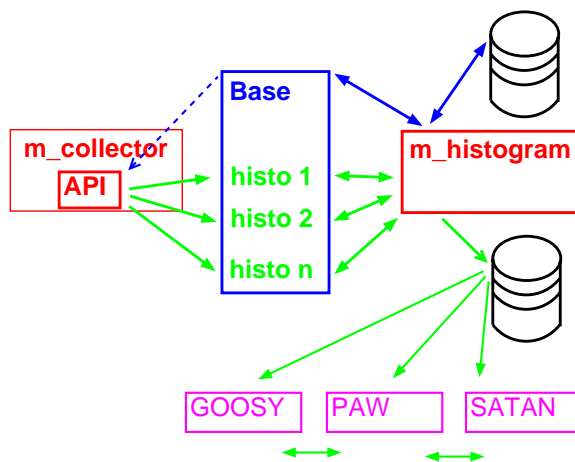 Base
m_collector
m_histogram
API
histo 1
histo 2
histo n
GOOSY
PAW
SATAN